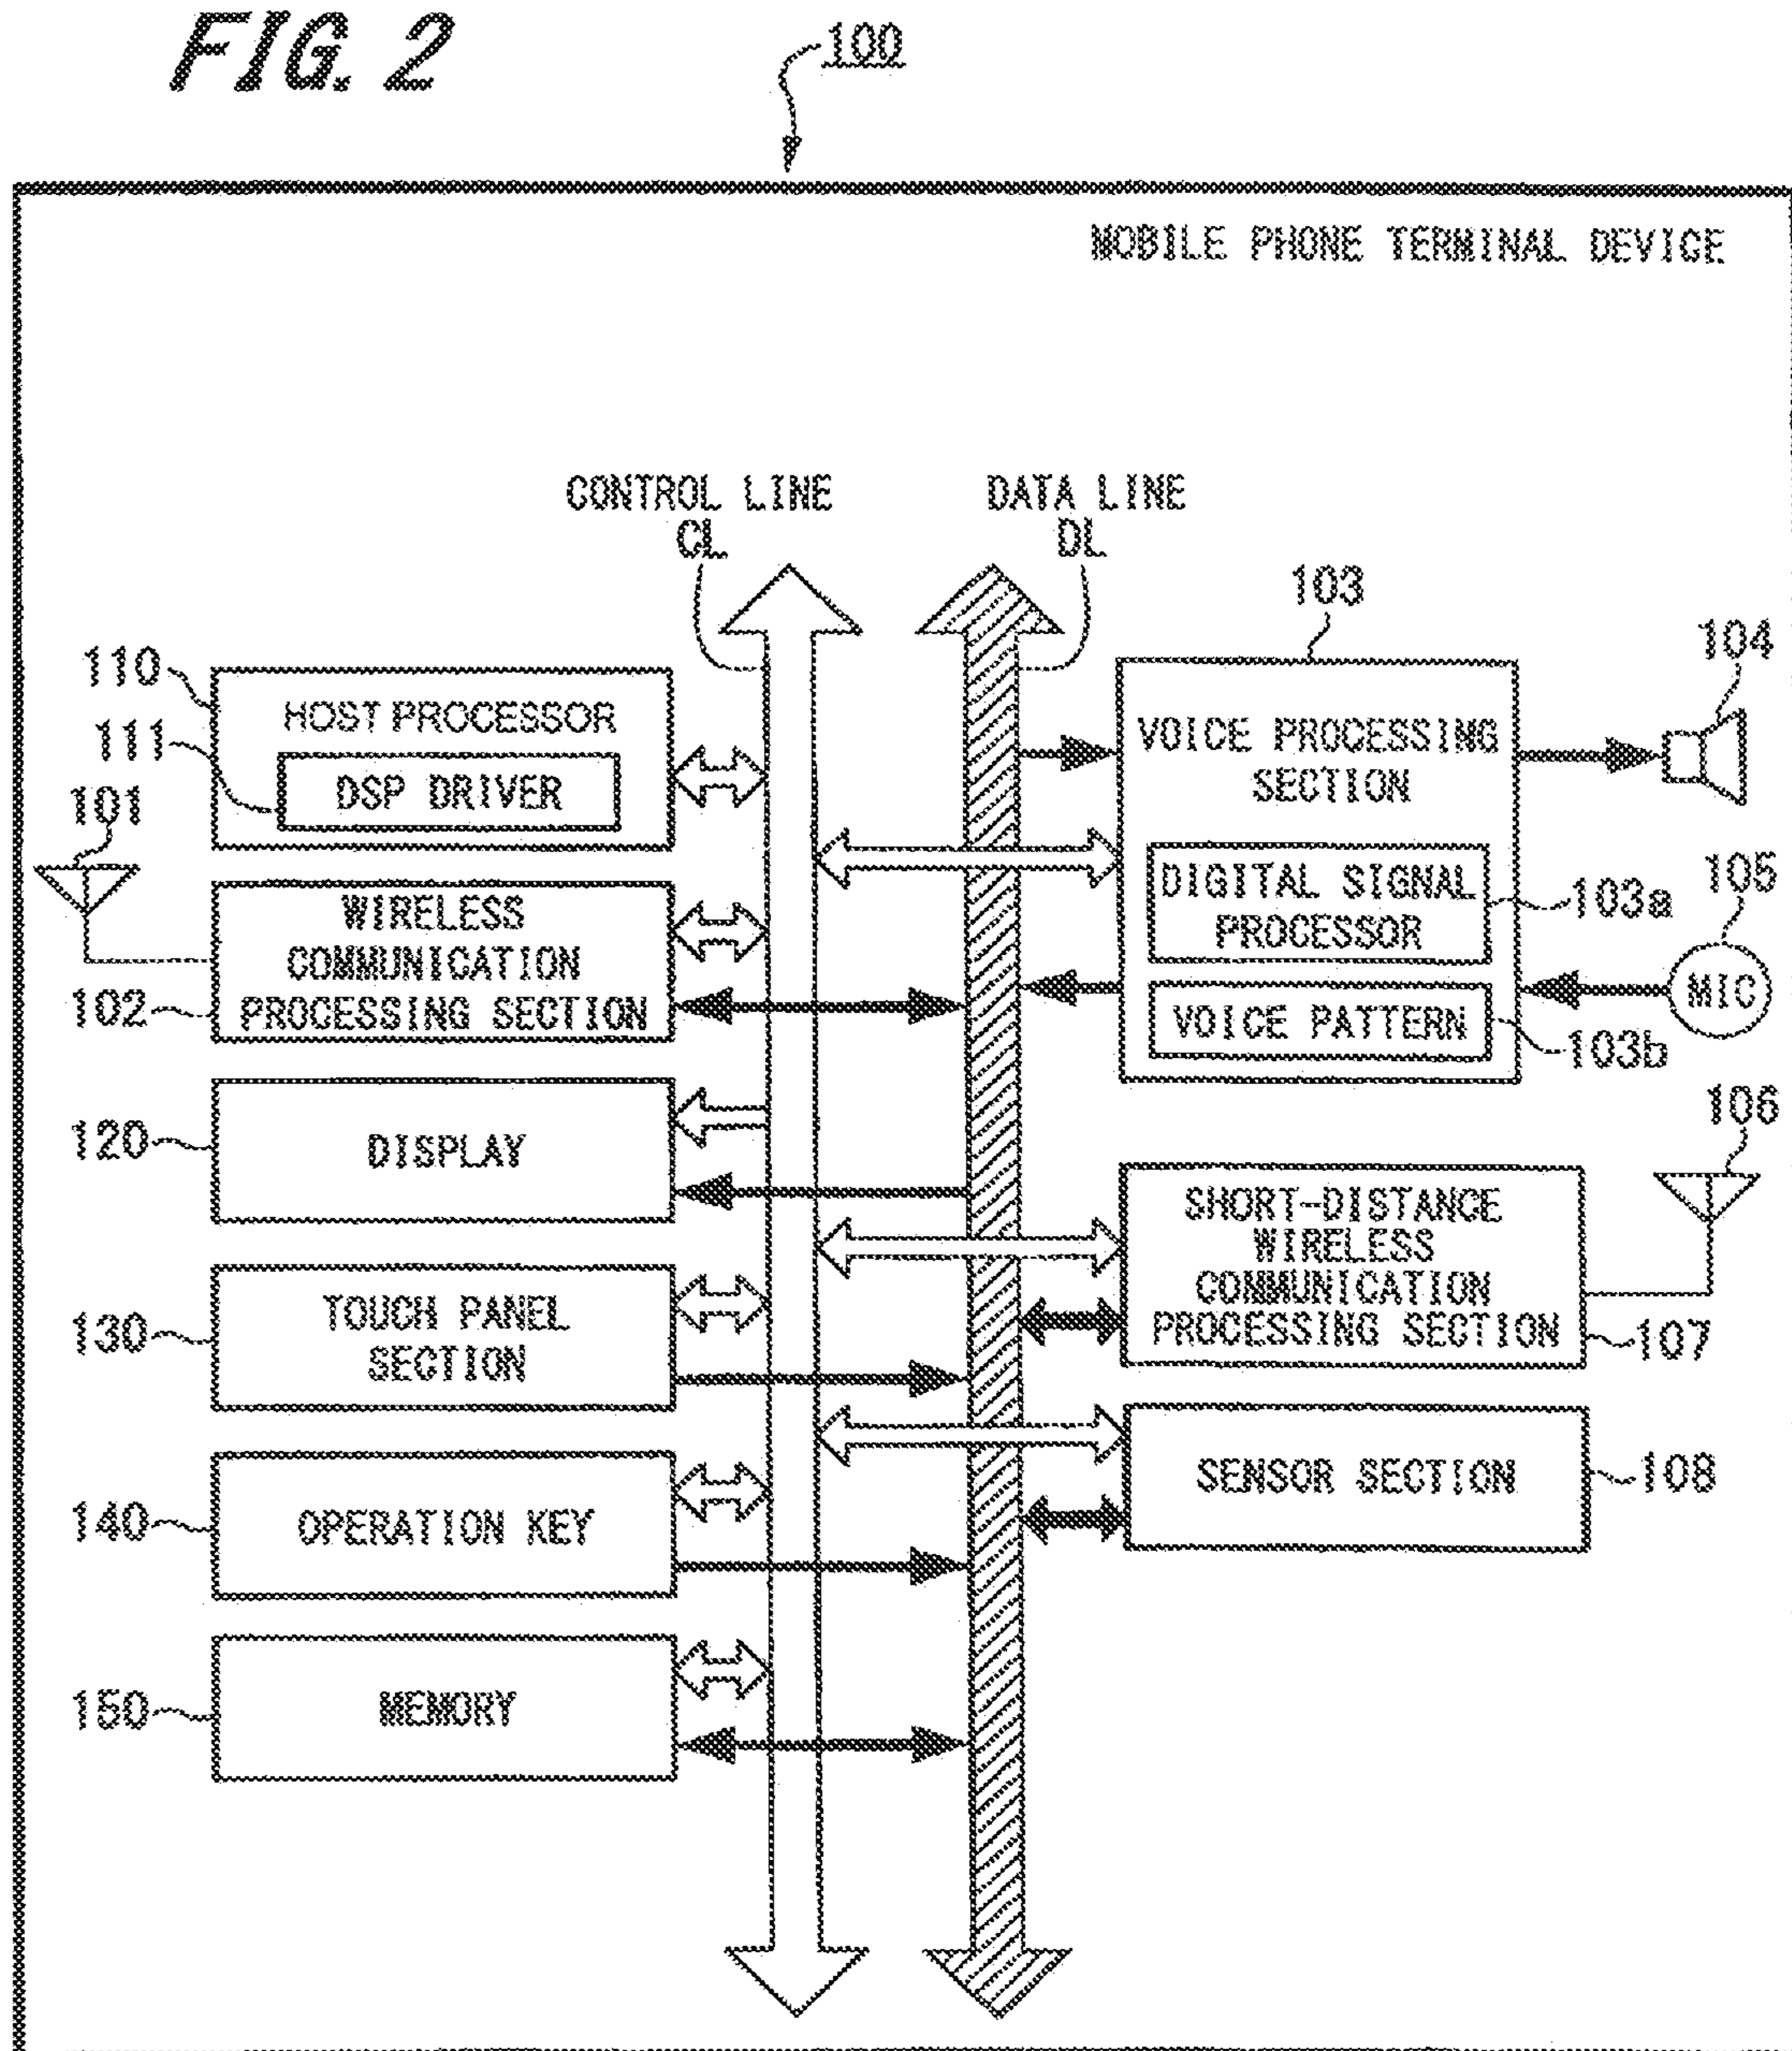 FIG. 2
100
MOBILE PHONE TERMINAL DEVICE
CONTROL LINE
CL
DATA LINE
DL
103
104
110
HOST PROCESSOR
111
DSP DRIVER
101
VOICE PROCESSING
SECTION
DIGITAL SIGNAL
PROCESSOR
103a
105
MIC
VOICE PATTERN
103b
WIRELESS
COMMUNICATION
PROCESSING SECTION
102
120
DISPLAY
106
SHORT-DISTANCE
WIRELESS
COMMUNICATION
PROCESSING SECTION
107
130
TOUCH PANEL
SECTION
SENSOR SECTION
108
140
OPERATION KEY
150
MEMORY